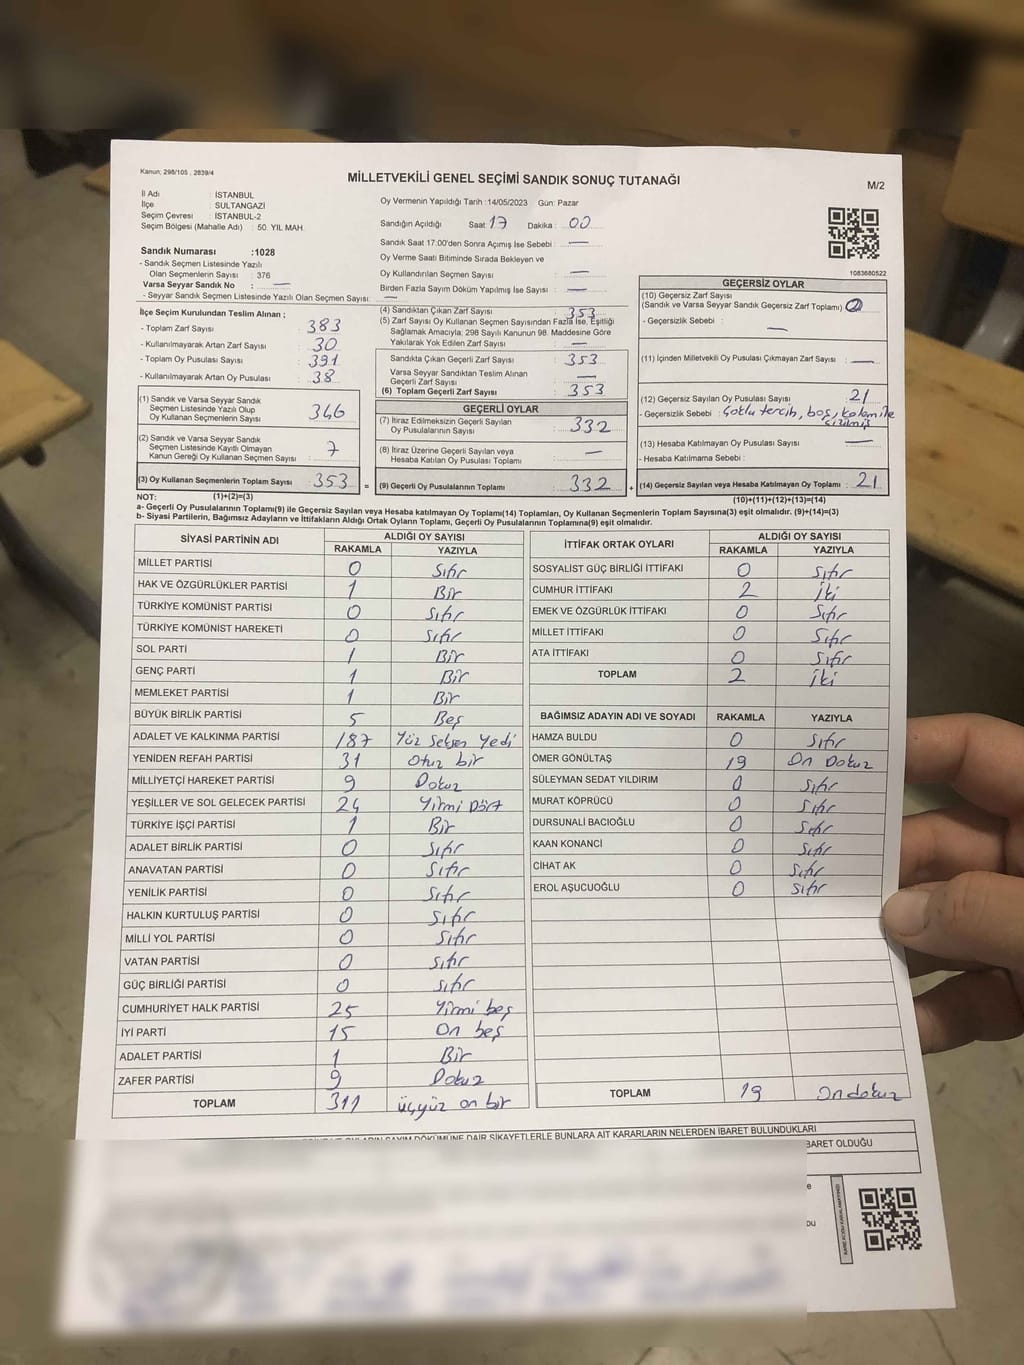 Kanun; 298/105 , 2839/4
MİLLETVEKİLİ GENEL SEÇİMİ SANDIK SONUÇ TUTANAĞI
M/2
İl Adı : İSTANBUL
İlçe : SULTANGAZİ
Seçim Çevresi : İSTANBUL-2
Seçim Bölgesi (Mahalle Adı) : 50. YIL MAH.
Oy Vermenin Yapıldığı Tarih :14/05/2023 Gün: Pazar
Sandığın Açıldığı Saat 17 Dakika : 00
Sandık Saat 17.00'den Sonra Açımış İse Sebebi : —
Oy Verme Saati Bitiminde Sırada Bekleyen ve
Oy Kullandırılan Seçmen Sayısı : —
Birden Fazla Sayım Döküm Yapılmış İse Sayısı : —
Sandık Numarası :1028
- Sandık Seçmen Listesinde Yazılı
Olan Seçmenlerin Sayısı : 376
Varsa Seyyar Sandık No : —
- Seyyar Sandık Seçmen Listesinde Yazılı Olan Seçmen Sayısı: —
1083680522
İlçe Seçim Kurulundan Teslim Alınan ;
- Toplam Zarf Sayısı : 383
- Kullanılmayarak Artan Zarf Sayısı : 30
- Toplam Oy Pusulası Sayısı : 391
- Kullanılmayarak Artan Oy Pusulası : 38
(1) Sandık ve Varsa Seyyar Sandık
Seçmen Listesinde Yazılı Olup
Oy Kullanan Seçmenlerin Sayısı : 346
(2) Sandık ve Varsa Seyyar Sandık
Seçmen Listesinde Kayıtlı Olmayan
Kanun Gereği Oy Kullanan Seçmen Sayısı : 7
(3) Oy Kullanan Seçmenlerin Toplam Sayısı : 353 =
(4) Sandıktan Çıkan Zarf Sayısı : 353
(5) Zarf Sayısı Oy Kullanan Seçmen Sayısından Fazla İse, Eşitliği
Sağlamak Amacıyla; 298 Sayılı Kanunun 98. Maddesine Göre
Yakılarak Yok Edilen Zarf Sayısı : —
Sandıkta Çıkan Geçerli Zarf Sayısı : 353
Varsa Seyyar Sandıktan Teslim Alınan
Geçerli Zarf Sayısı : —
(6) Toplam Geçerli Zarf Sayısı : 353
GEÇERLİ OYLAR
(7) İtiraz Edilmeksizin Geçerli Sayılan
Oy Pusulalarının Sayısı : 332
(8) İtiraz Üzerine Geçerli Sayılan veya
Hesaba Katılan Oy Pusulası Toplamı : —
(9) Geçerli Oy Pusulalarının Toplamı : 332 +
GEÇERSİZ OYLAR
(10) Geçersiz Zarf Sayısı
(Sandık ve Varsa Seyyar Sandık Geçersiz Zarf Toplamı) : 0
- Geçersizlik Sebebi : —
(11) İçinden Milletvekili Oy Pusulası Çıkmayan Zarf Sayısı : —
(12) Geçersiz Sayılan Oy Pusulası Sayısı : 21
- Geçersizlik Sebebi : Çoklu tercih, boş, kalem ile
çizilmiş
(13) Hesaba Katılmayan Oy Pusulası Sayısı : —
- Hesaba Katılmama Sebebi :
(14) Geçersiz Sayılan veya Hesaba Katılmayan Oy Toplamı : 21
NOT: (1)+(2)=(3)
(10)+(11)+(12)+(13)=(14)
a- Geçerli Oy Pusulalarının Toplamı(9) ile Geçersiz Sayılan veya Hesaba katılmayan Oy Toplamı(14) Toplamları, Oy Kullanan Seçmenlerin Toplam Sayısına(3) eşit olmalıdır. (9)+(14)=(3)
b- Siyasi Partilerin, Bağımsız Adayların ve İttifakların Aldığı Ortak Oyların Toplamı, Geçerli Oy Pusulalarının Toplamına(9) eşit olmalıdır.
SİYASİ PARTİNİN ADI ALDIĞI OY SAYISI
RAKAMLA YAZIYLA
MİLLET PARTİSİ 0 Sıfır
HAK VE ÖZGÜRLÜKLER PARTİSİ 1 Bir
TÜRKİYE KOMÜNİST PARTİSİ 0 Sıfır
TÜRKİYE KOMÜNİST HAREKETİ 0 Sıfır
SOL PARTİ 1 Bir
GENÇ PARTİ 1 Bir
MEMLEKET PARTİSİ 1 Bir
BÜYÜK BİRLİK PARTİSİ 5 Beş
ADALET VE KALKINMA PARTİSİ 187 Yüz Seksen Yedi
YENİDEN REFAH PARTİSİ 31 Otuz bir
MİLLİYETÇİ HAREKET PARTİSİ 9 Dokuz
YEŞİLLER VE SOL GELECEK PARTİSİ 24 Yirmi Dört
TÜRKİYE İŞÇİ PARTİSİ 1 Bir
ADALET BİRLİK PARTİSİ 0 Sıfır
ANAVATAN PARTİSİ 0 Sıfır
YENİLİK PARTİSİ 0 Sıfır
HALKIN KURTULUŞ PARTİSİ 0 Sıfır
MİLLİ YOL PARTİSİ 0 Sıfır
VATAN PARTİSİ 0 Sıfır
GÜÇ BİRLİĞİ PARTİSİ 0 Sıfır
CUMHURİYET HALK PARTİSİ 25 Yirmi beş
İYİ PARTİ 15 On beş
ADALET PARTİSİ 1 Bir
ZAFER PARTİSİ 9 Dokuz
TOPLAM 311 üçyüz on bir
İTTİFAK ORTAK OYLARI ALDIĞI OY SAYISI
RAKAMLA YAZIYLA
SOSYALİST GÜÇ BİRLİĞİ İTTİFAKI 0 Sıfır
CUMHUR İTTİFAKI 2 İki
EMEK VE ÖZGÜRLÜK İTTİFAKI 0 Sıfır
MİLLET İTTİFAKI 0 Sıfır
ATA İTTİFAKI 0 Sıfır
TOPLAM 2 İki
BAĞIMSIZ ADAYIN ADI VE SOYADI RAKAMLA YAZIYLA
HAMZA BULDU 0 Sıfır
ÖMER GÖNÜLTAŞ 19 On Dokuz
SÜLEYMAN SEDAT YILDIRIM 0 Sıfır
MURAT KÖPRÜCÜ 0 Sıfır
DURSUNALİ BACIOĞLU 0 Sıfır
KAAN KONANCİ 0 Sıfır
CİHAT AK 0 Sıfır
EROL AŞUCUOĞLU 0 Sıfır
TOPLAM 19 Ondokuz
SAYIM DÖKÜMÜNE DAİR ŞİKAYETLERLE BUNLARA AİT KARARLARIN NELERDEN İBARET BULUNDUKLARI
BARET OLDUĞU